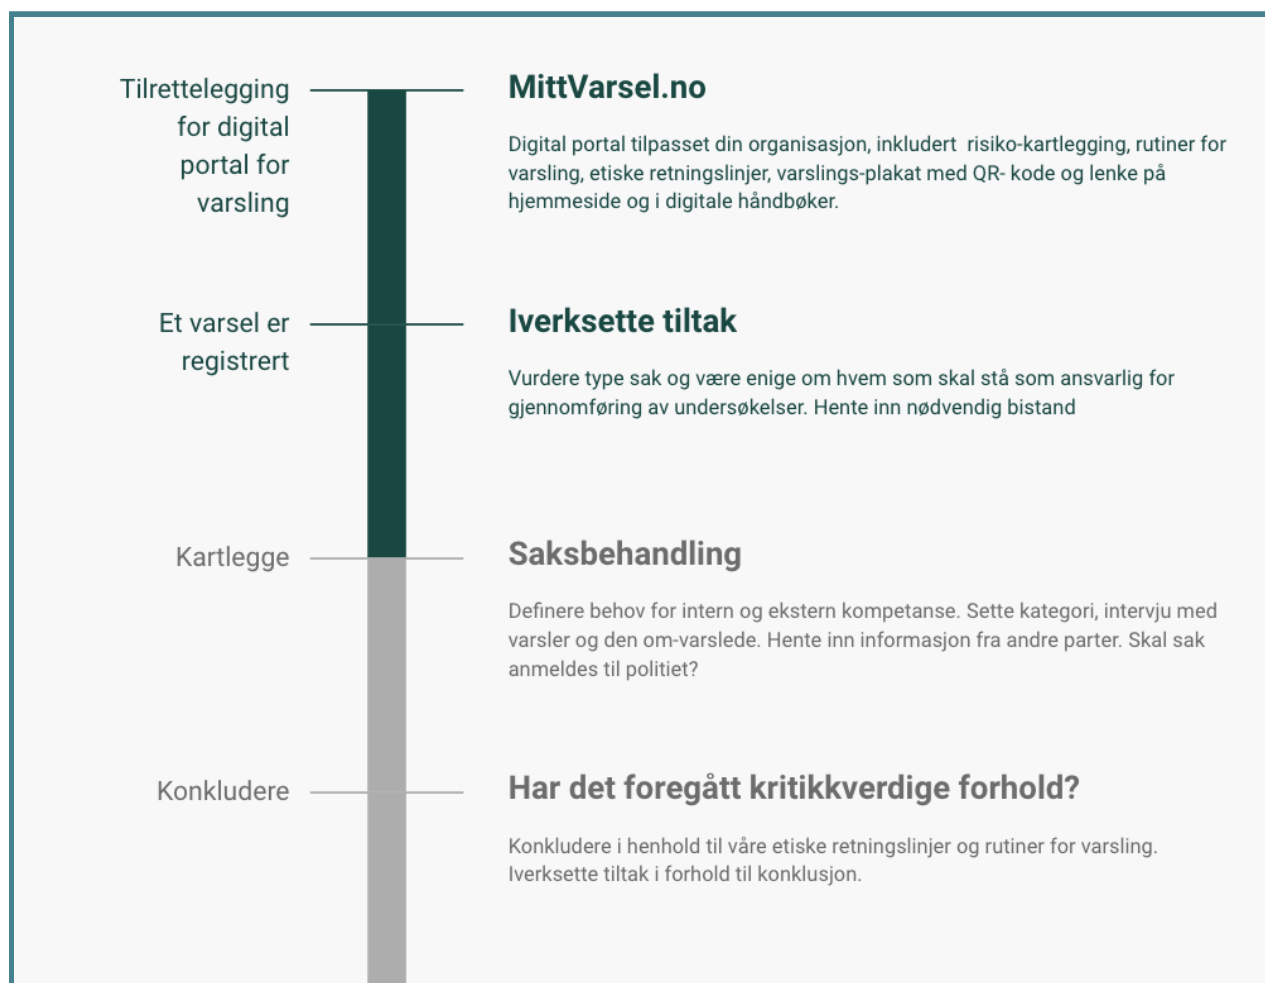 Tilrettelegging
for digital
portal for
varsling
MittVarsel.no
Digital portal tilpasset din organisasjon, inkludert  risiko-kartlegging, rutiner for
varsling, etiske retningslinjer, varslings-plakat med QR- kode og lenke på
hjemmeside og i digitale håndbøker.
Et varsel er
registrert
Iverksette tiltak
Vurdere type sak og være enige om hvem som skal stå som ansvarlig for
gjennomføring av undersøkelser. Hente inn nødvendig bistand
Kartlegge
Saksbehandling
Definere behov for intern og ekstern kompetanse. Sette kategori, intervju med
varsler og den om-varslede. Hente inn informasjon fra andre parter. Skal sak
anmeldes til politiet?
Konkludere
Har det foregått kritikkverdige forhold?
Konkludere i henhold til våre etiske retningslinjer og rutiner for varsling.
Iverksette tiltak i forhold til konklusjon.